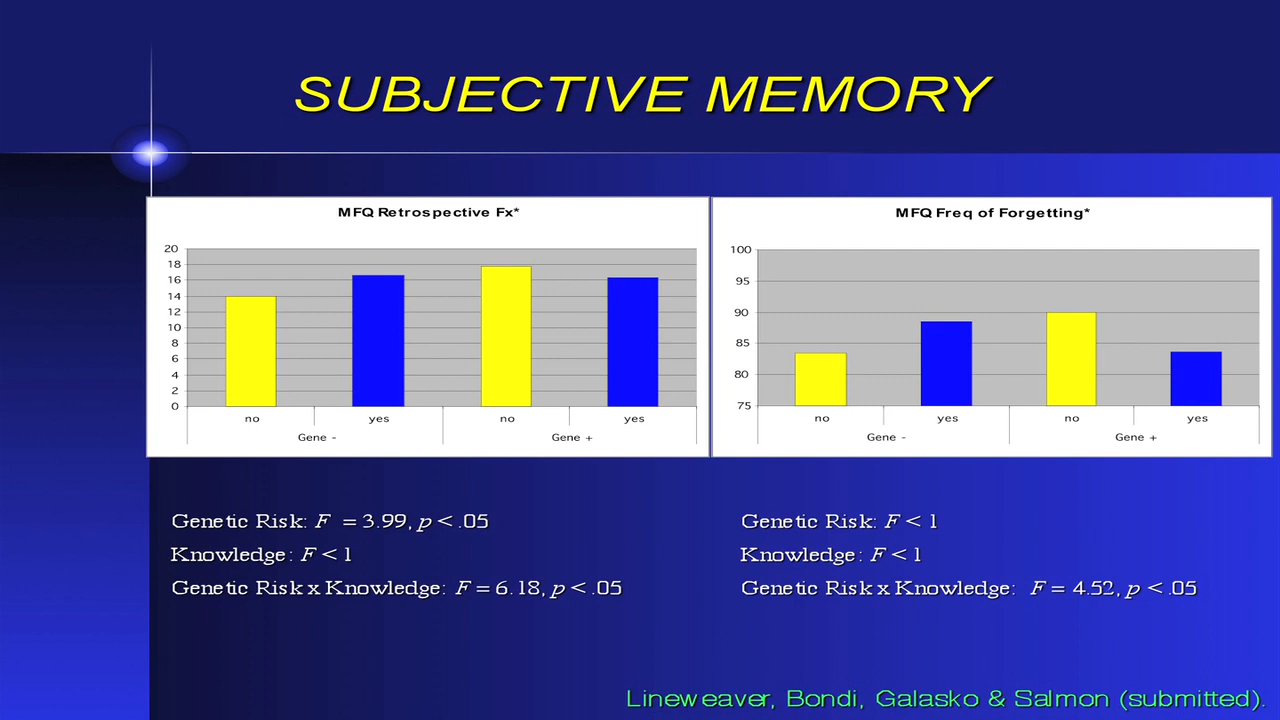 SUBJECTIVE MEMORY
MFQ Retrospective Fx*
20
18
16
14
12
10
8
6
4
2
0
no yes no yes
Gene - Gene +
MFQ Freq of Forgetting*
100
95
90
85
80
75
no yes no yes
Gene - Gene +
Genetic Risk: F = 3.99, p < .05
Knowledge: F < 1
Genetic Risk x Knowledge: F = 6.18, p < .05
Genetic Risk: F < 1
Knowledge: F < 1
Genetic Risk x Knowledge: F = 4.52, p < .05
Lineweaver, Bondi, Galasko & Salmon (submitted).